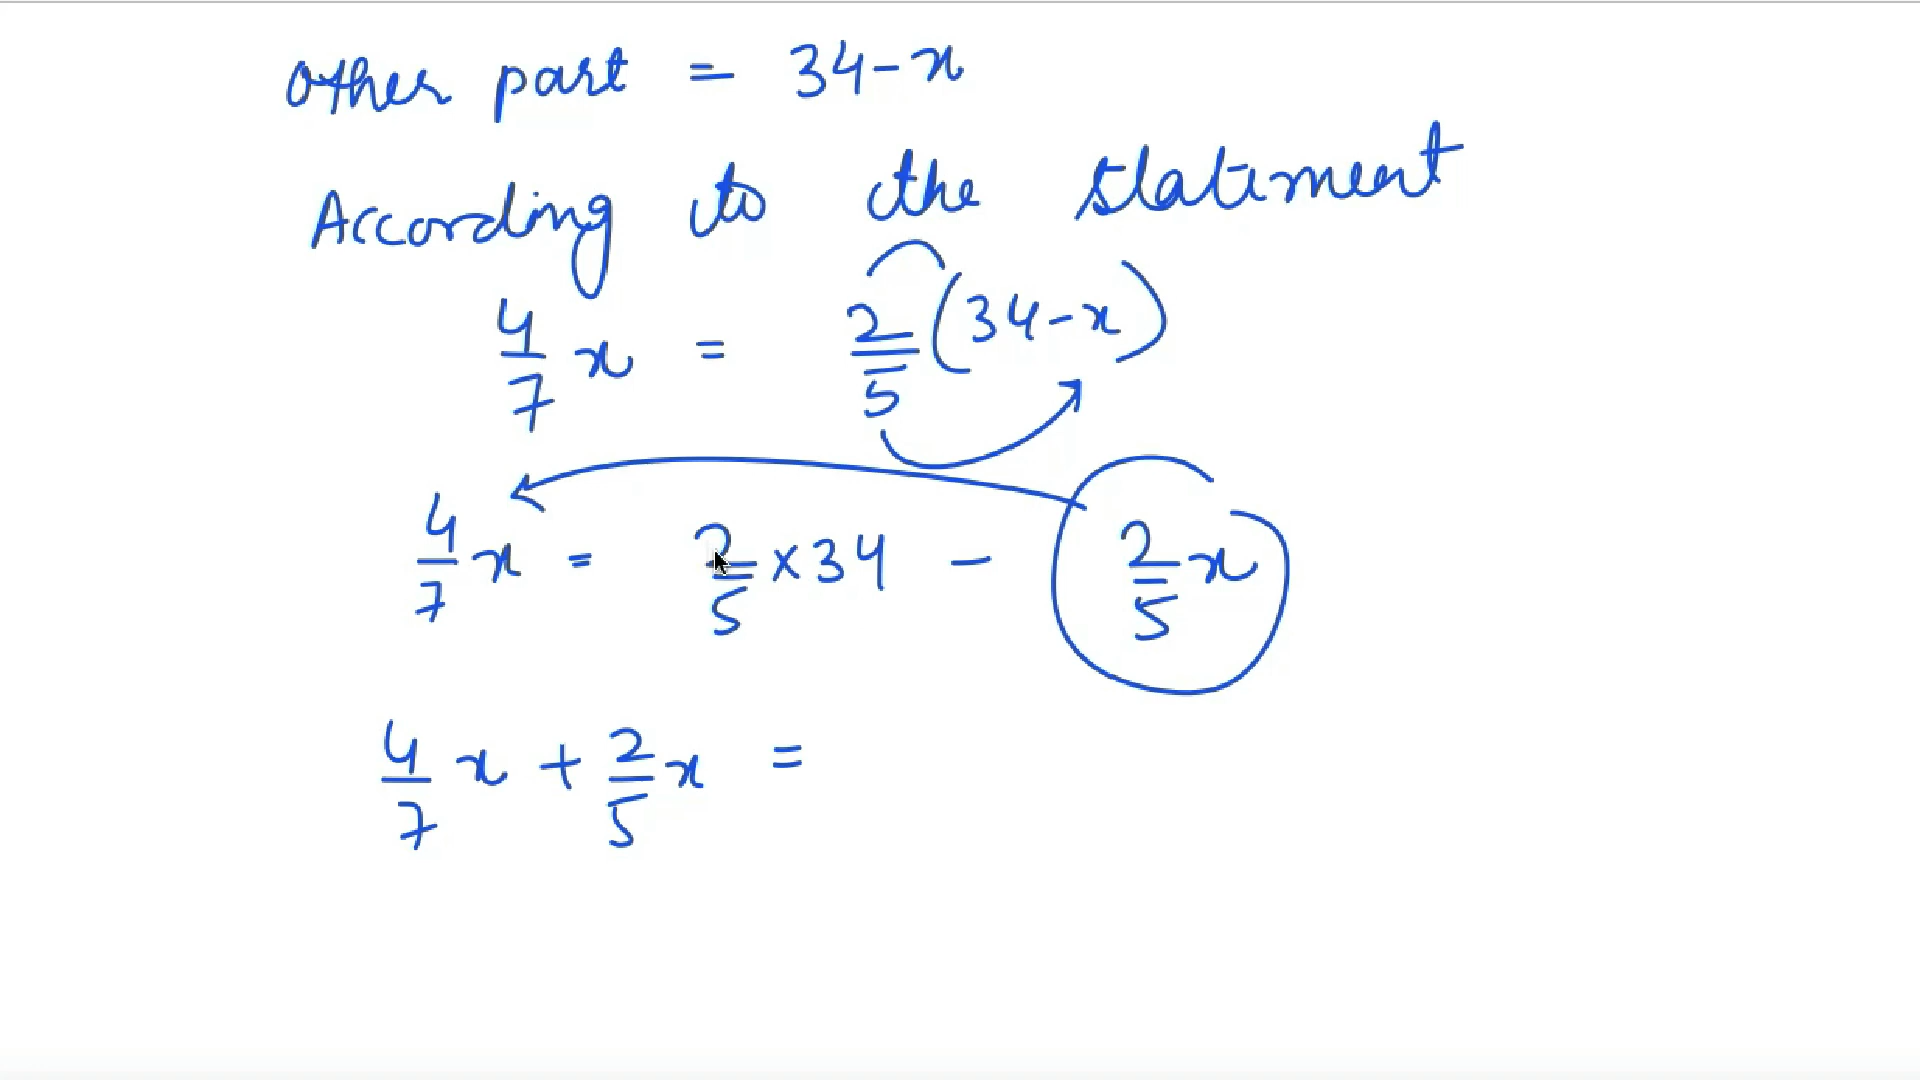 Other part = 34-x
According to the statement
4/7 x = 2/5 (34-x)
4/7 x = 2/5 × 34 - 2/5 x
4/7 x + 2/5 x =